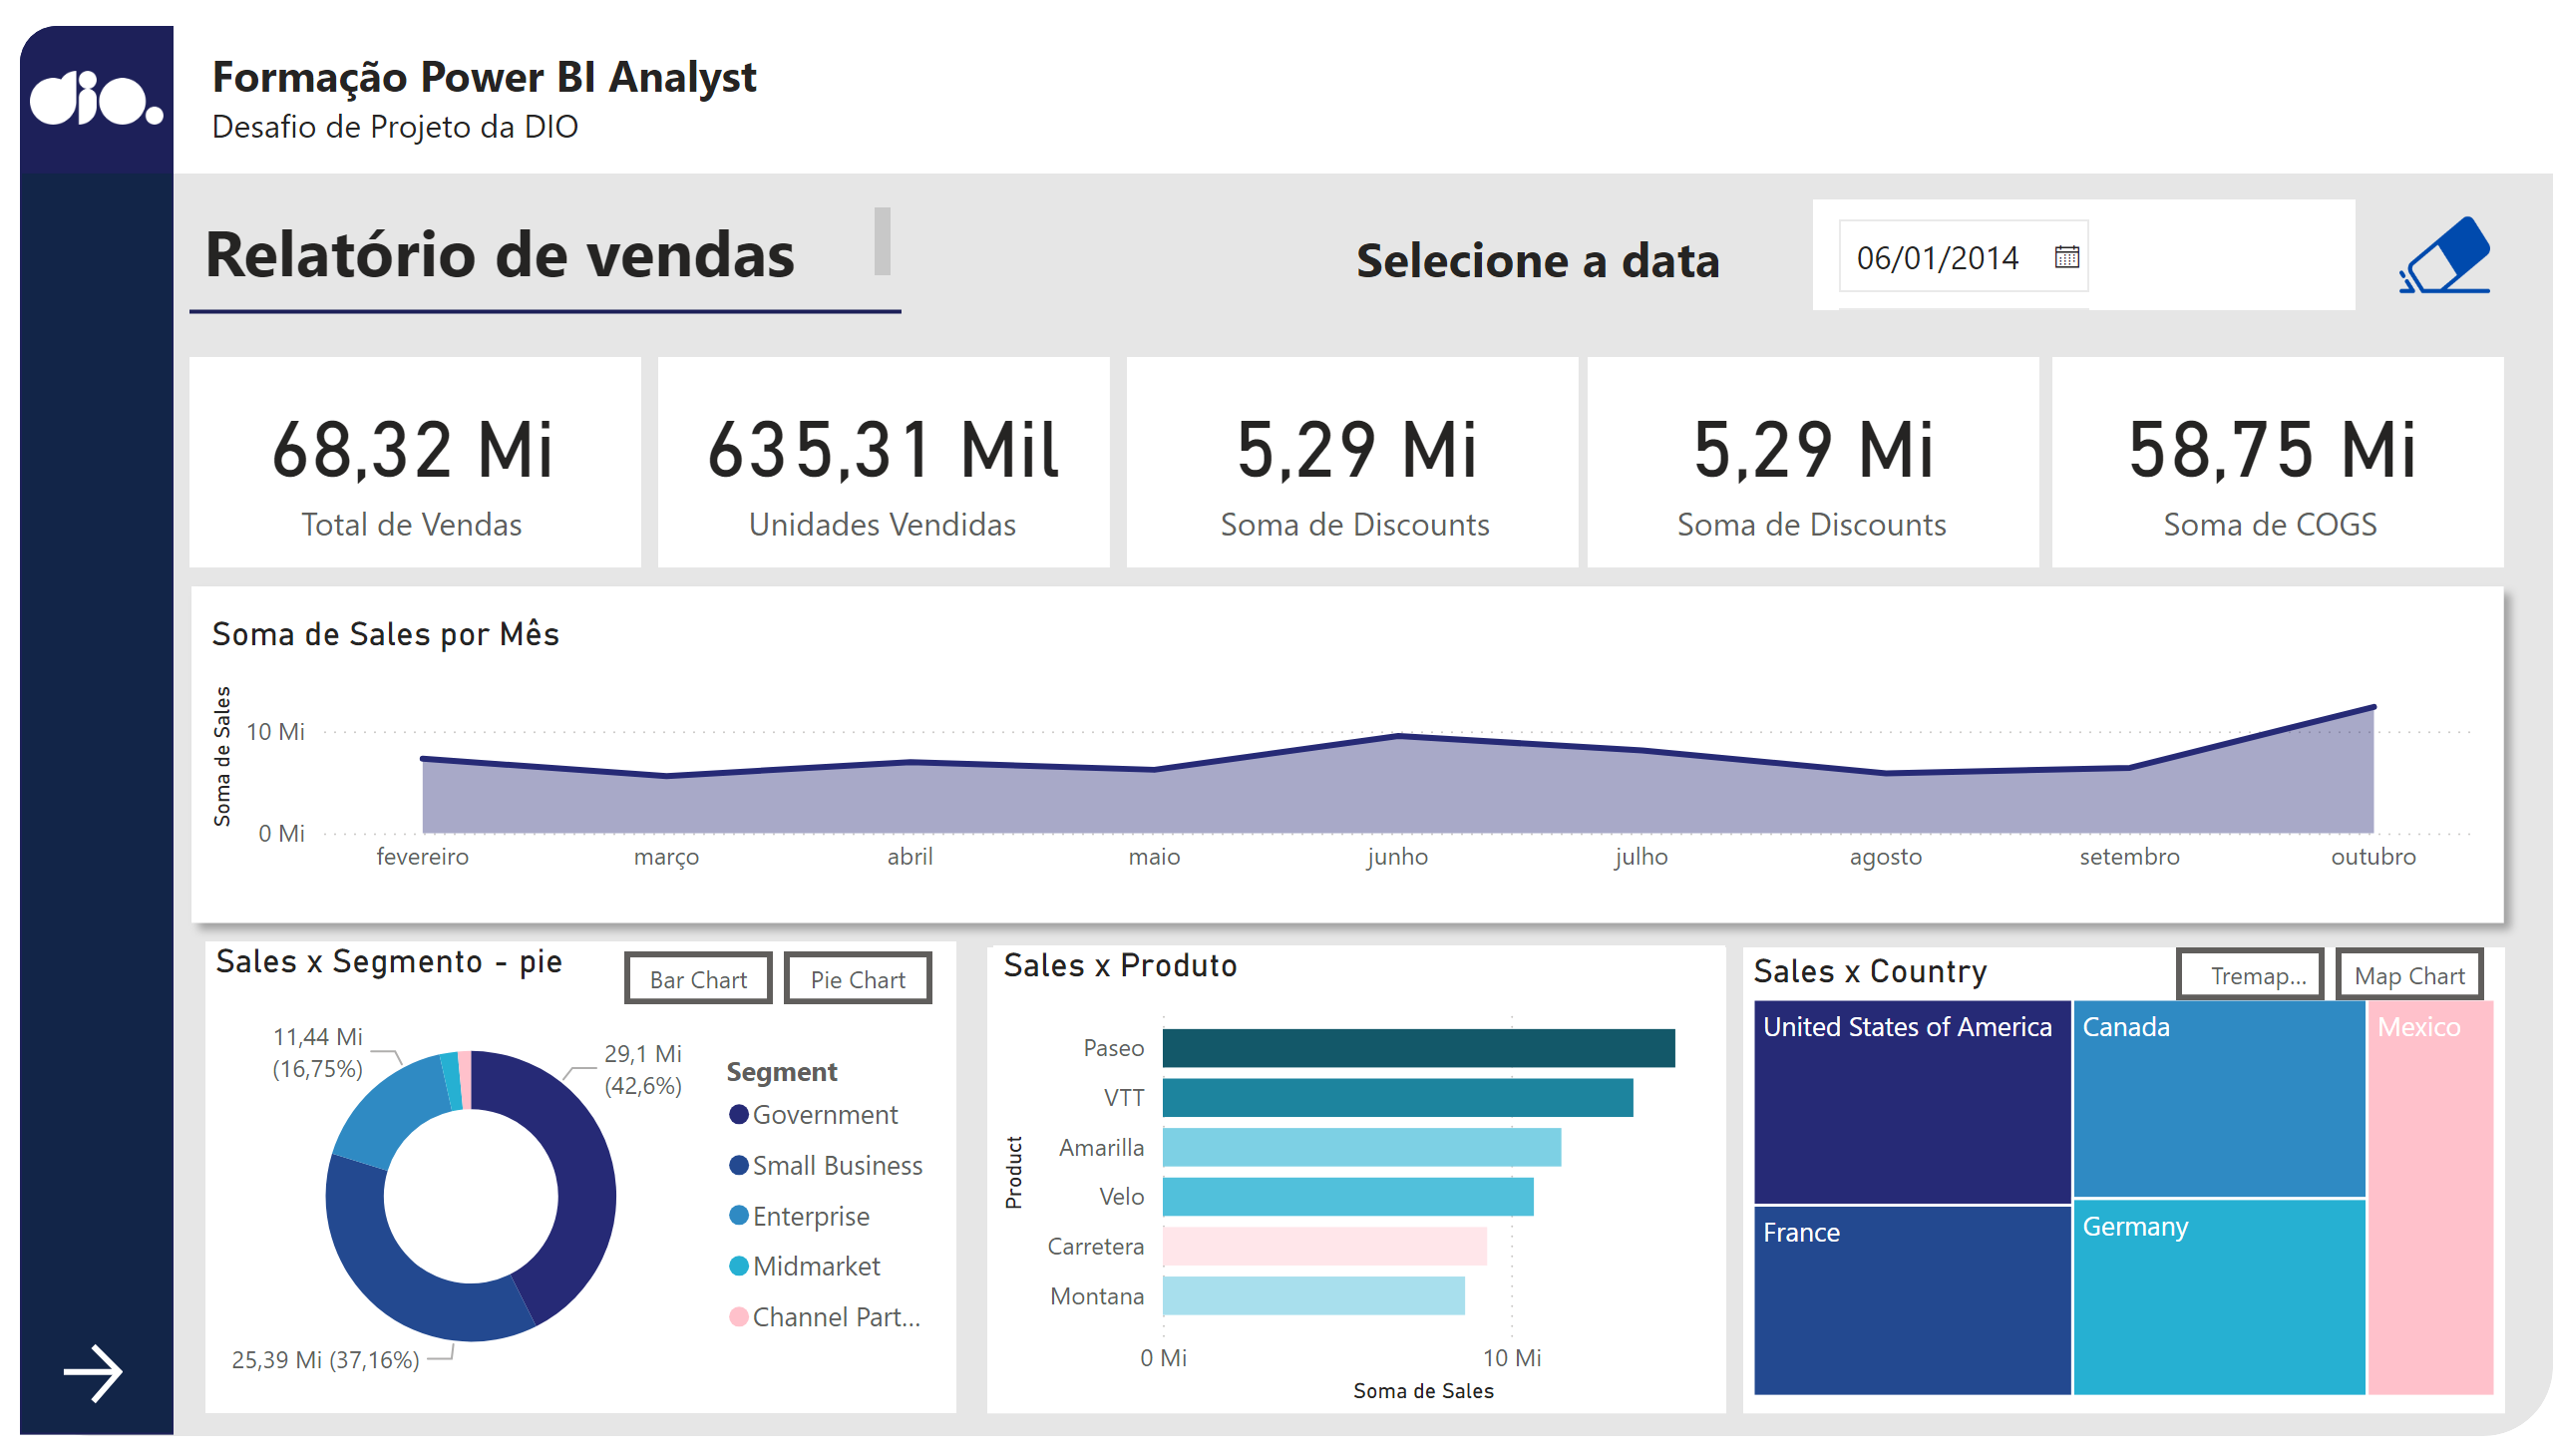 dio.
Formação Power BI Analyst
Desafio de Projeto da DIO
Relatório de vendas
Selecione a data
06/01/2014
68,32 Mi
Total de Vendas
635,31 Mil
Unidades Vendidas
5,29 Mi
Soma de Discounts
5,29 Mi
Soma de Discounts
58,75 Mi
Soma de COGS
Soma de Sales por Mês
Soma de Sales
10 Mi
0 Mi
fevereiro
março
abril
maio
junho
julho
agosto
setembro
outubro
Sales x Segmento - pie
Bar Chart
Pie Chart
11,44 Mi
(16,75%)
29,1 Mi
(42,6%)
25,39 Mi (37,16%)
Segment
Government
Small Business
Enterprise
Midmarket
Channel Part...
Sales x Produto
Product
Paseo
VTT
Amarilla
Velo
Carretera
Montana
0 Mi
10 Mi
Soma de Sales
Sales x Country
Tremap...
Map Chart
United States of America
Canada
Mexico
France
Germany